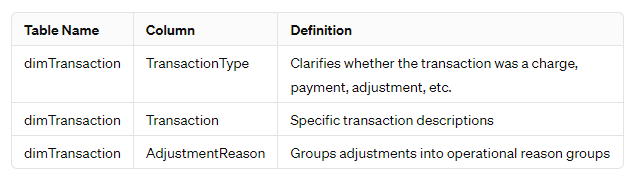 Table Name Column Definition
dimTransaction TransactionType Clarifies whether the transaction was a charge,
payment, adjustment, etc.
dimTransaction Transaction Specific transaction descriptions
dimTransaction AdjustmentReason Groups adjustments into operational reason groups